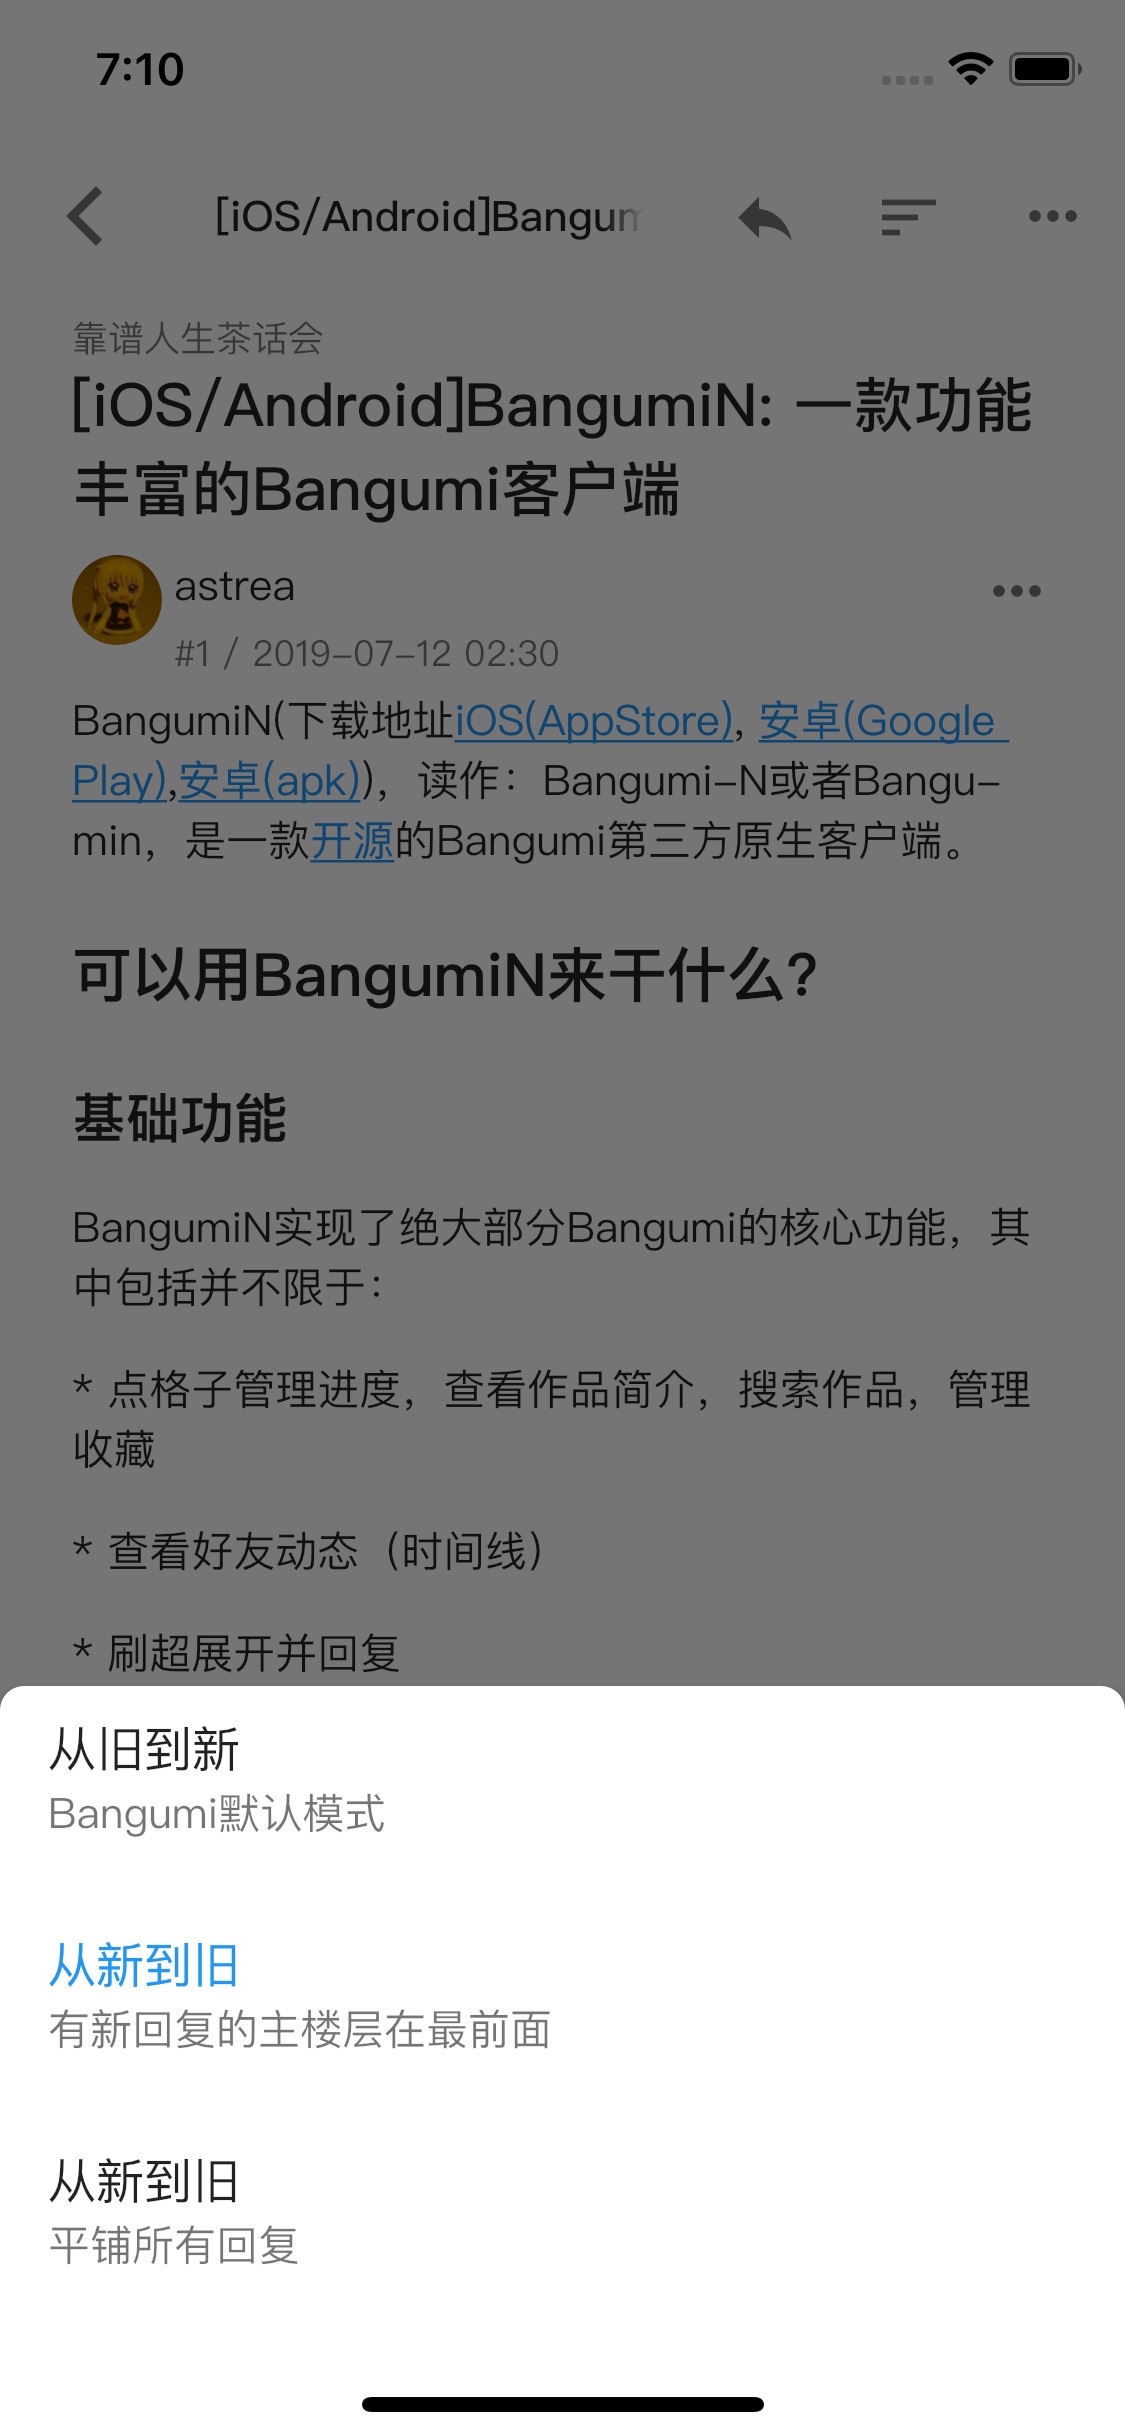 7:10
[iOS/Android]Bangum
靠谱人生茶话会
[iOS/Android]BangumiN: 一款功能
丰富的Bangumi客户端
astrea
#1 / 2019-07-12 02:30
BangumiN(下载地址iOS(AppStore), 安卓(Google
Play),安卓(apk))，读作：Bangumi-N或者Bangu-
min，是一款开源的Bangumi第三方原生客户端。
可以用BangumiN来干什么?
基础功能
BangumiN实现了绝大部分Bangumi的核心功能，其
中包括并不限于：
* 点格子管理进度，查看作品简介，搜索作品，管理
收藏
* 查看好友动态（时间线）
* 刷超展开并回复
从旧到新
Bangumi默认模式
从新到旧
有新回复的主楼层在最前面
从新到旧
平铺所有回复